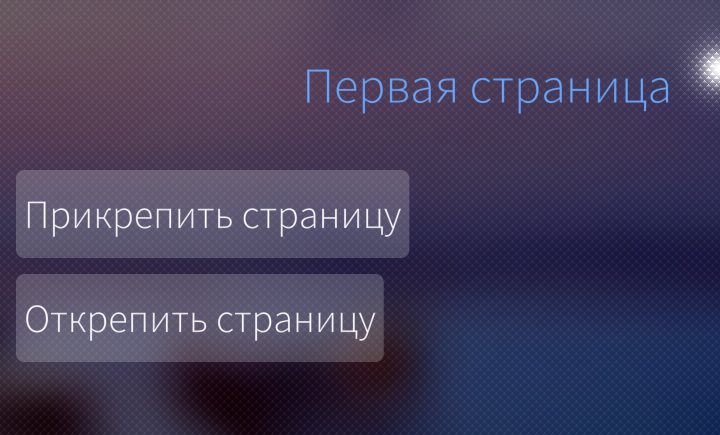 Первая страница
Прикрепить страницу
Открепить страницу